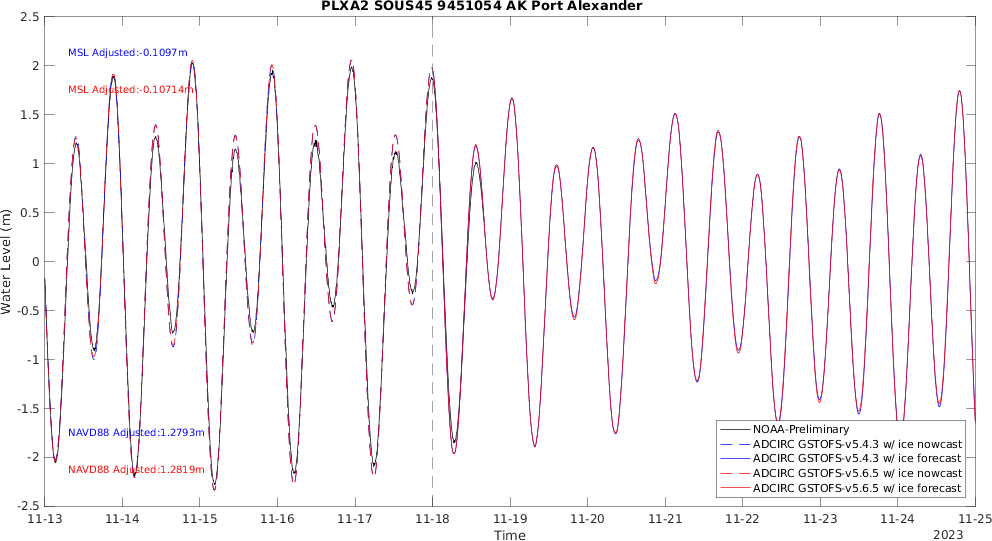 PLXA2 SOUS45 9451054 AK Port Alexander
2.5
2
1.5
1
0.5
0
-0.5
-1
-1.5
-2
-2.5
Water Level (m)
MSL Adjusted:-0.1097m
MSL Adjusted:-0.10714m
NAVD88 Adjusted:1.2793m
NAVD88 Adjusted:1.2819m
NOAA-Preliminary
ADCIRC GSTOFS-v5.4.3 w/ ice nowcast
ADCIRC GSTOFS-v5.4.3 w/ ice forecast
ADCIRC GSTOFS-v5.6.5 w/ ice nowcast
ADCIRC GSTOFS-v5.6.5 w/ ice forecast
11-13 11-14 11-15 11-16 11-17 11-18 11-19 11-20 11-21 11-22 11-23 11-24 11-25
Time
2023